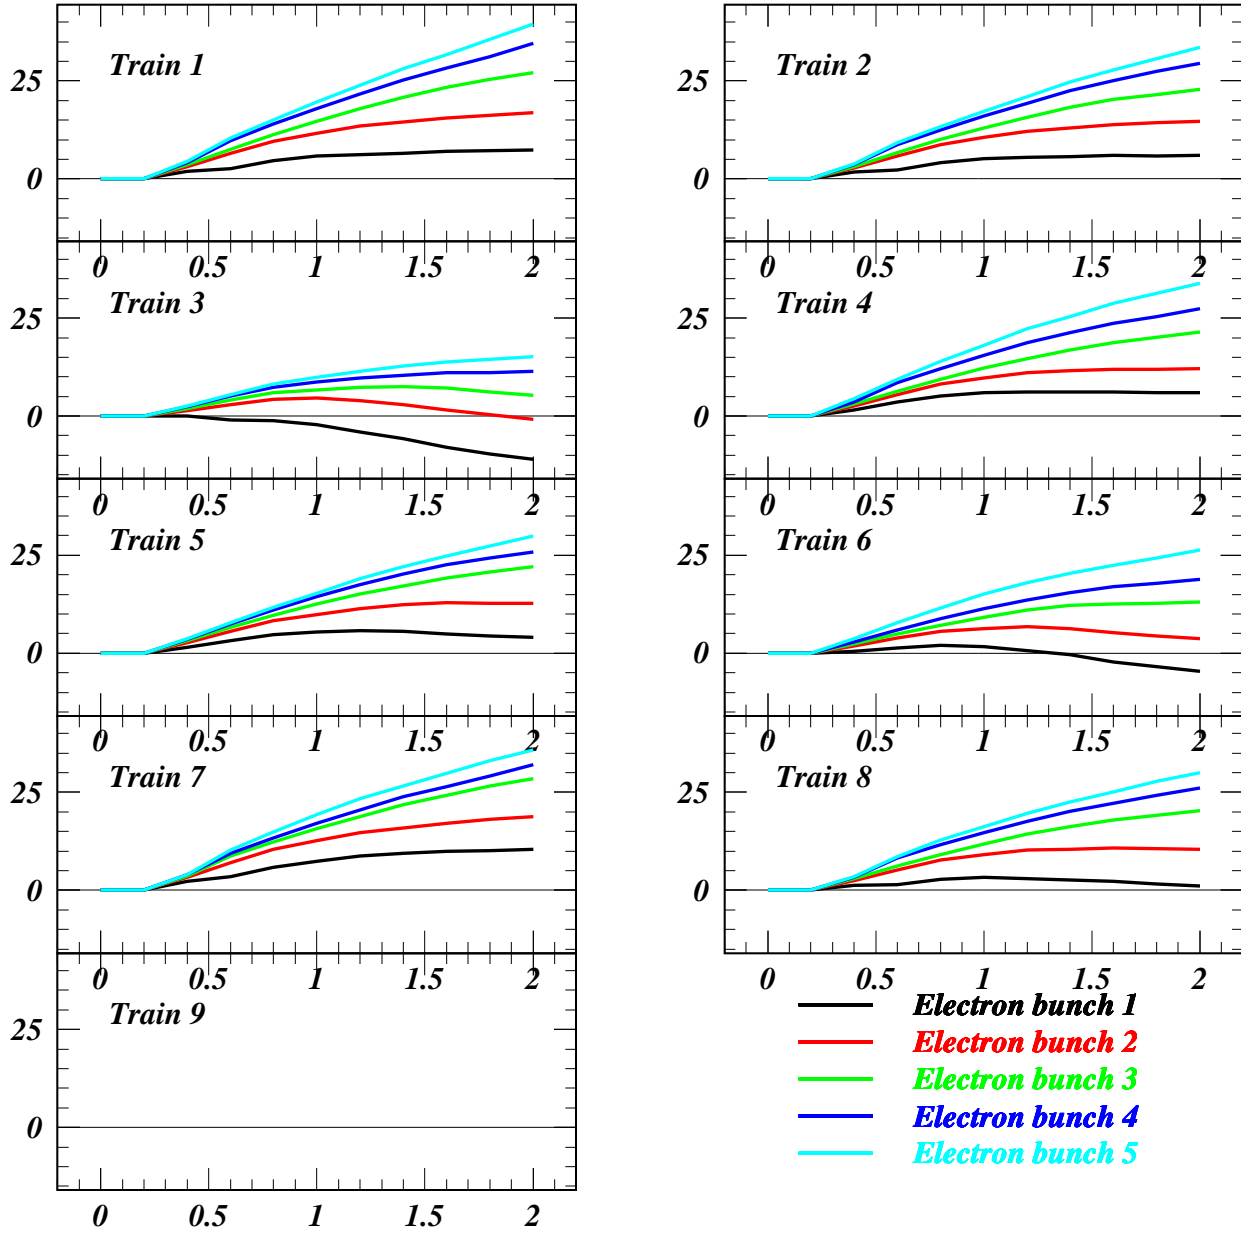 Train 1
Train 2
25
25
0
0
0 0.5 1 1.5 2
0 0.5 1 1.5 2
Train 3
Train 4
25
25
0
0
0 0.5 1 1.5 2
0 0.5 1 1.5 2
Train 5
Train 6
25
25
0
0
0 0.5 1 1.5 2
0 0.5 1 1.5 2
Train 7
Train 8
25
25
0
0
0 0.5 1 1.5 2
0 0.5 1 1.5 2
Train 9
25
0
0 0.5 1 1.5 2
Electron bunch 1
Electron bunch 2
Electron bunch 3
Electron bunch 4
Electron bunch 5